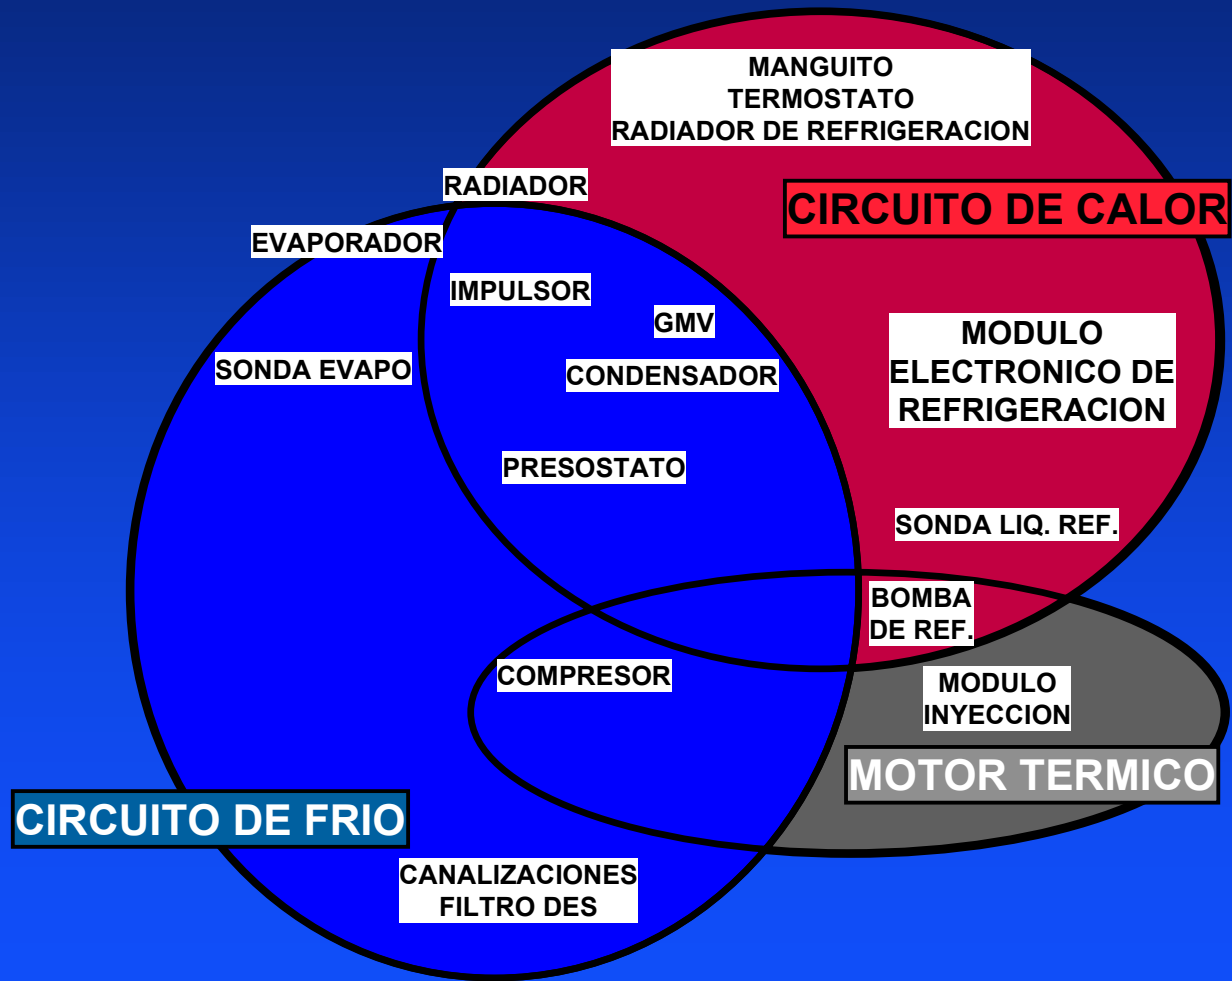 MANGUITO
TERMOSTATO
RADIADOR DE REFRIGERACION
RADIADOR
CIRCUITO DE CALOR
EVAPORADOR
IMPULSOR
GMV
MODULO
ELECTRONICO DE
REFRIGERACION
SONDA EVAPO
CONDENSADOR
PRESOSTATO
SONDA LIQ. REF.
BOMBA
DE REF.
COMPRESOR
MODULO
INYECCION
MOTOR TERMICO
CIRCUITO DE FRIO
CANALIZACIONES
FILTRO DES